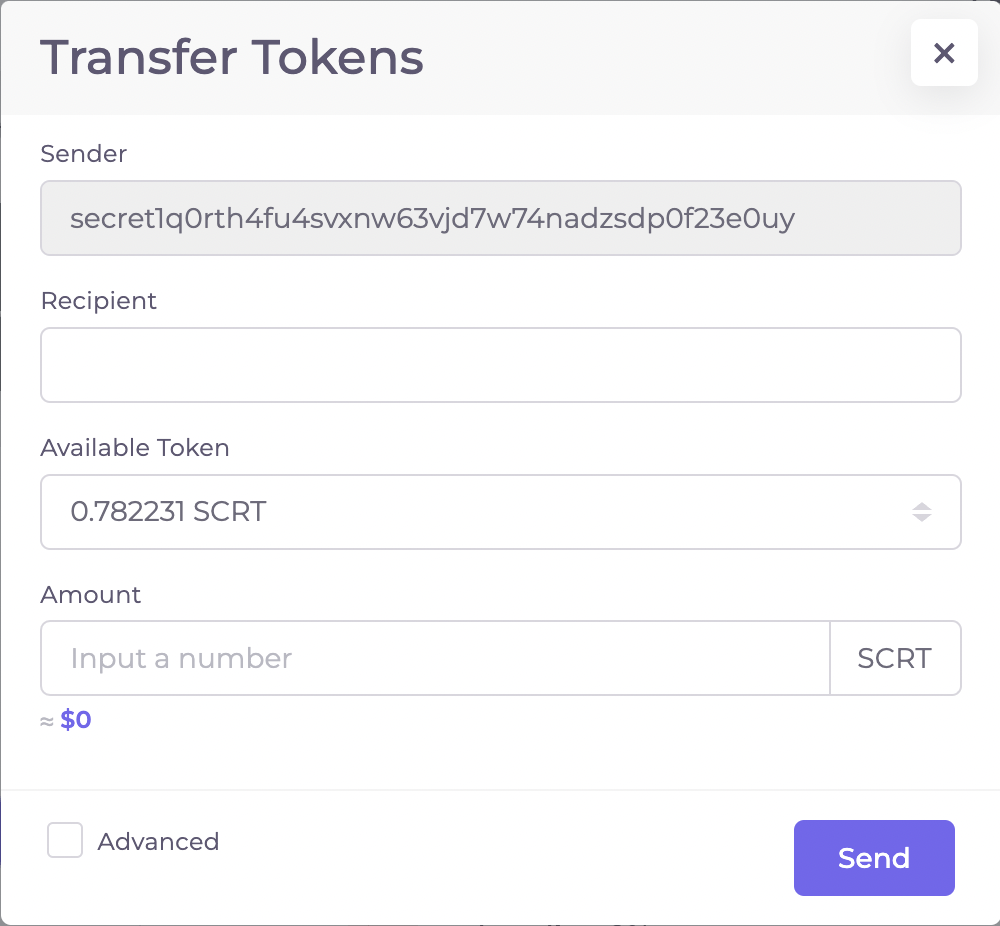 Transfer Tokens
Sender
secret1q0rth4fu4svxnw63vjd7w74nadzsdp0f23e0uy
Recipient
Available Token
0.782231 SCRT
Amount
Input a number SCRT
≈ $0
Advanced Send